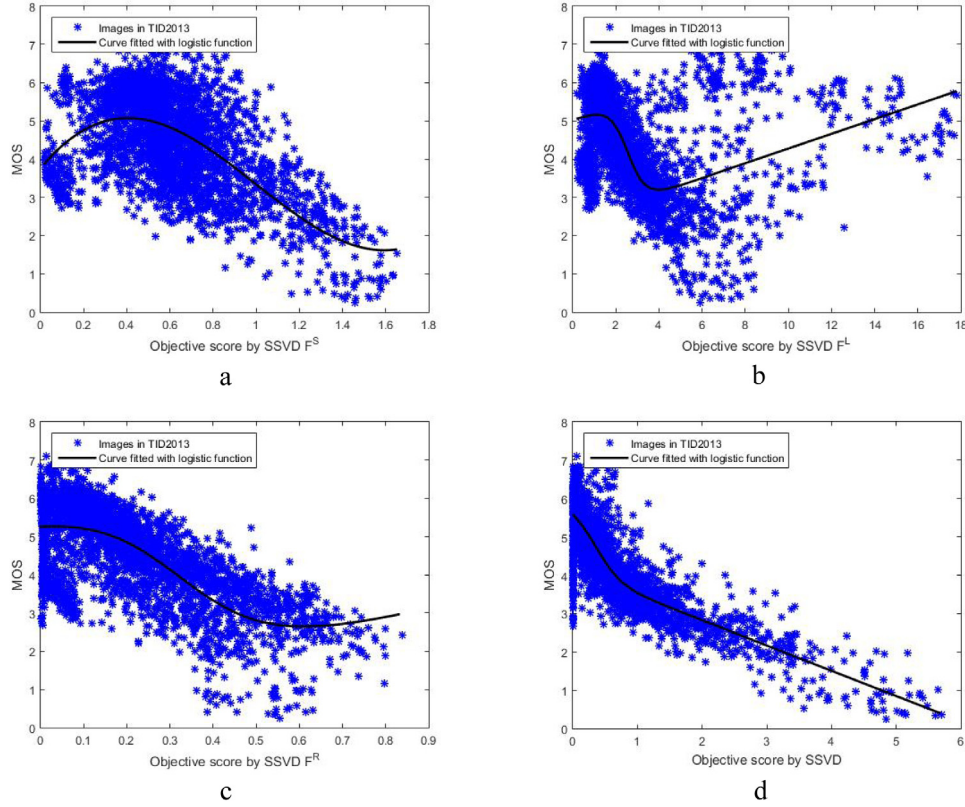 8
7
6
5
4
3
2
1
0
MOS
Images in TID2013
Curve fitted with logistic function
0 0.2 0.4 0.6 0.8 1 1.2 1.4 1.6 1.8
Objective score by SSVD F^S
a
8
7
6
5
4
3
2
1
0
MOS
Images in TID2013
Curve fitted with logistic function
0 2 4 6 8 10 12 14 16 18
Objective score by SSVD F^L
b
8
7
6
5
4
3
2
1
0
MOS
Images in TID2013
Curve fitted with logistic function
0 0.1 0.2 0.3 0.4 0.5 0.6 0.7 0.8 0.9
Objective score by SSVD F^R
c
8
7
6
5
4
3
2
1
0
MOS
Images in TID2013
Curve fitted with logistic function
0 1 2 3 4 5 6
Objective score by SSVD
d